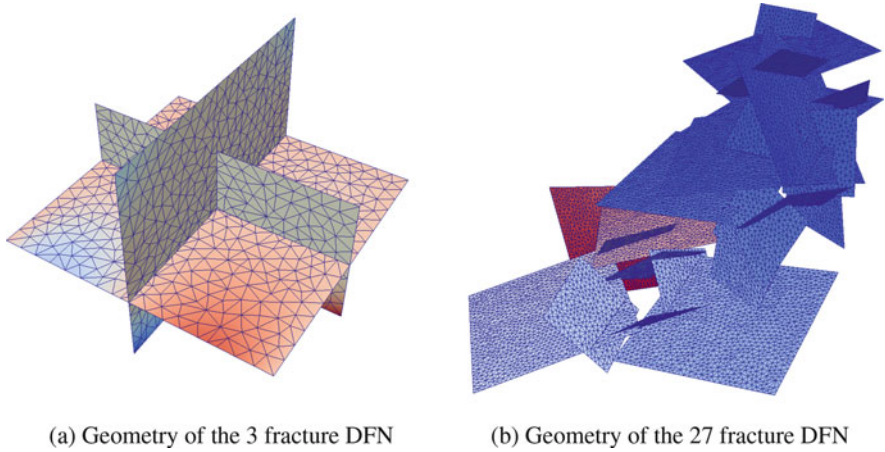 (a) Geometry of the 3 fracture DFN
(b) Geometry of the 27 fracture DFN